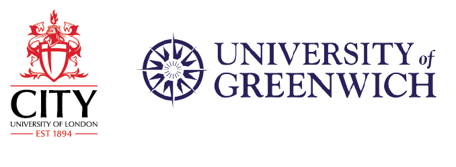 CITY
UNIVERSITY OF LONDON
EST 1894
UNIVERSITY of
GREENWICH